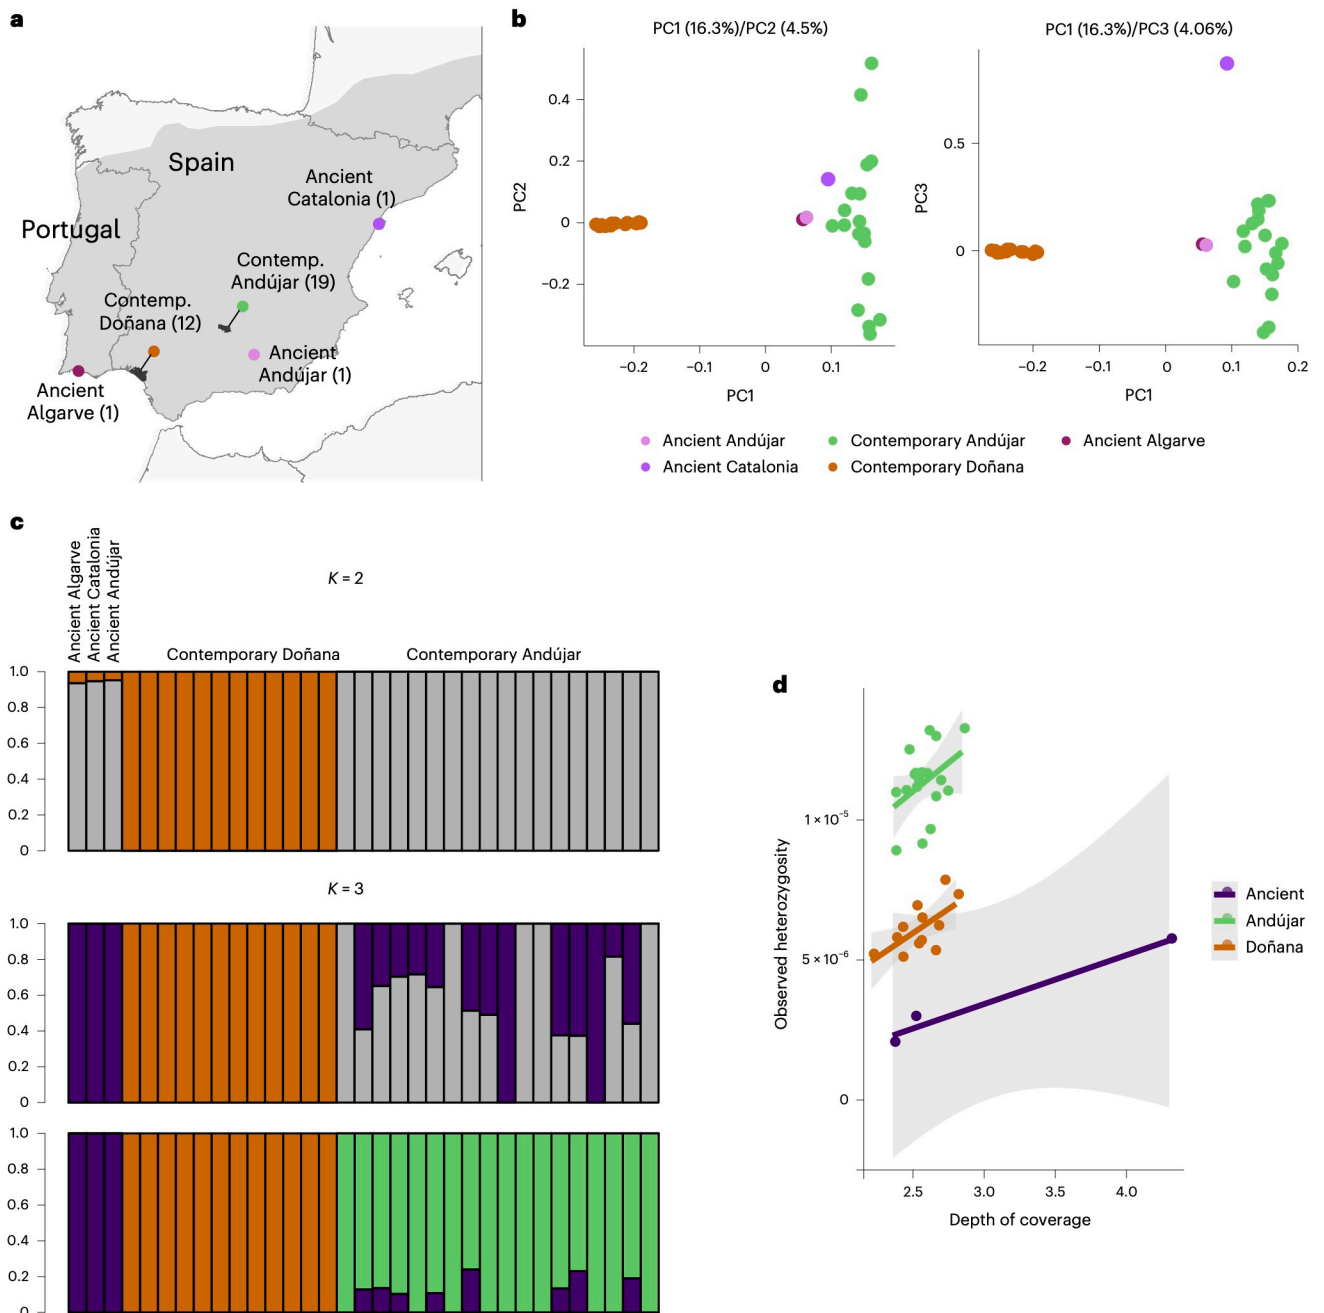 a
Spain
Portugal
Ancient
Catalonia (1)
Contemp.
Andújar (19)
Contemp.
Doñana (12)
Ancient
Andújar (1)
Ancient
Algarve (1)
b
PC1 (16.3%)/PC2 (4.5%)
PC2
0.4
0.2
0
−0.2
−0.2
−0.1
0
0.1
PC1
PC1 (16.3%)/PC3 (4.06%)
PC3
0.5
0
−0.2
−0.1
0
0.1
0.2
PC1
Ancient Andújar
Contemporary Andújar
Ancient Algarve
Ancient Catalonia
Contemporary Doñana
c
Ancient Algarve
Ancient Catalonia
Ancient Andújar
K = 2
Contemporary Doñana
Contemporary Andújar
1.0
0.8
0.6
0.4
0.2
0
K = 3
1.0
0.8
0.6
0.4
0.2
0
1.0
0.8
0.6
0.4
0.2
0
d
Observed heterozygosity
1 × 10−5
5 × 10−6
0
2.5
3.0
3.5
4.0
Depth of coverage
Ancient
Andújar
Doñana